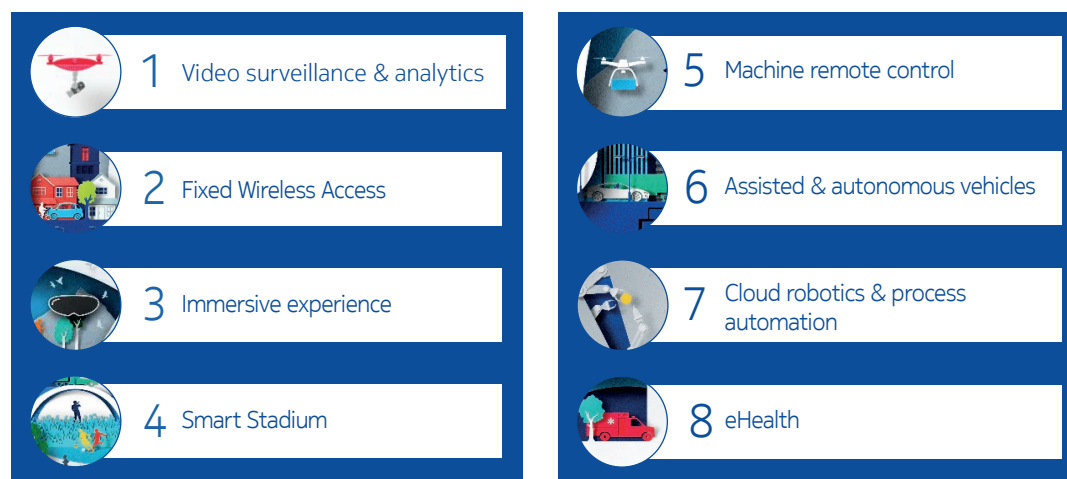 1 Video surveillance & analytics
2 Fixed Wireless Access
3 Immersive experience
4 Smart Stadium
5 Machine remote control
6 Assisted & autonomous vehicles
7 Cloud robotics & process
automation
8 eHealth